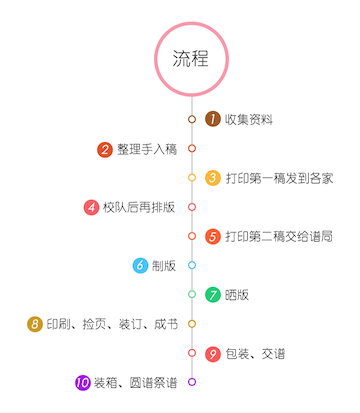 流程
1 收集资料
2 整理手入稿
3 打印第一稿发到各家
4 校队后再排版
5 打印第二稿交给谱局
6 制版
7 晒版
8 印刷、捡页、装订、成书
9 包装、交谱
10 装箱、圆谱祭谱